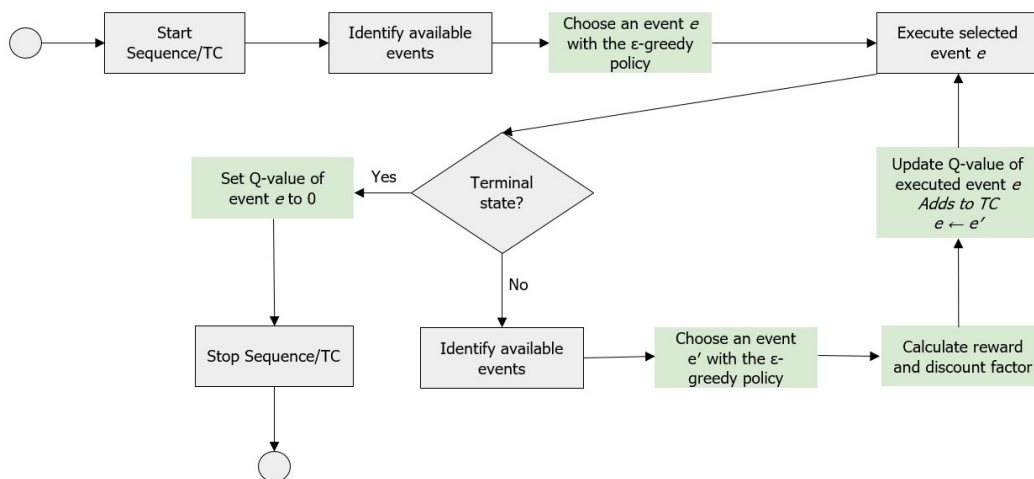 Start
Sequence/TC
Identify available
events
Choose an event e
with the ε-greedy
policy
Execute selected
event e
Set Q-value of
event e to 0
Yes
Terminal
state?
No
Update Q-value of
executed event e
Adds to TC
e ← e′
Stop Sequence/TC
Identify available
events
Choose an event
e′ with the ε-
greedy policy
Calculate reward
and discount factor